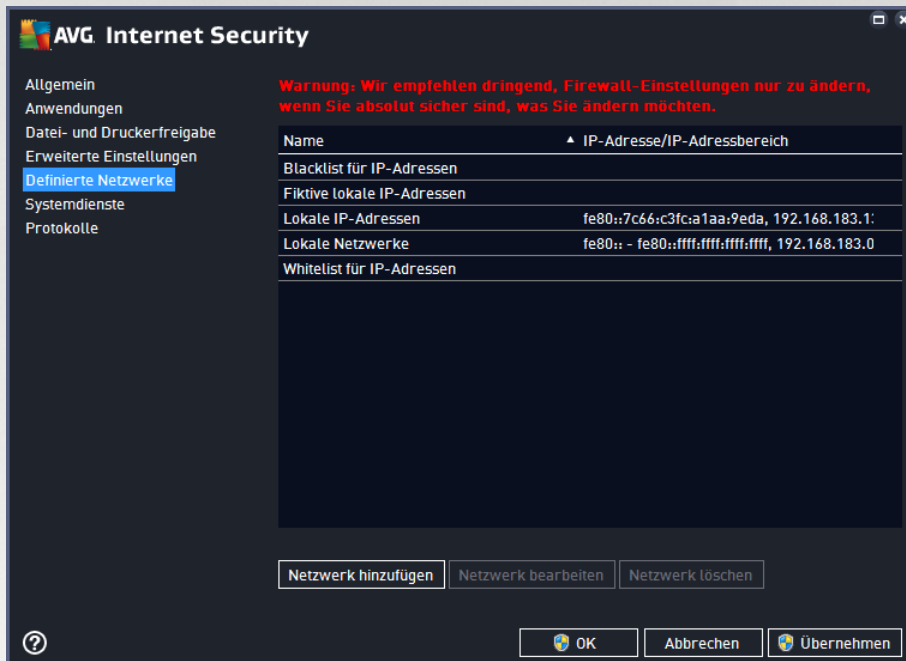 AVG Internet Security
Allgemein
Anwendungen
Datei- und Druckerfreigabe
Erweiterte Einstellungen
Definierte Netzwerke
Systemdienste
Protokolle
Warnung: Wir empfehlen dringend, Firewall-Einstellungen nur zu ändern,
wenn Sie absolut sicher sind, was Sie ändern möchten.
Name IP-Adresse/IP-Adressbereich
Blacklist für IP-Adressen
Fiktive lokale IP-Adressen
Lokale IP-Adressen fe80::7c66:c3fc:a1aa:9eda, 192.168.183.1
Lokale Netzwerke fe80:: - fe80::ffff:ffff:ffff:ffff, 192.168.183.0
Whitelist für IP-Adressen
Netzwerk hinzufügen Netzwerk bearbeiten Netzwerk löschen
? OK Abbrechen Übernehmen